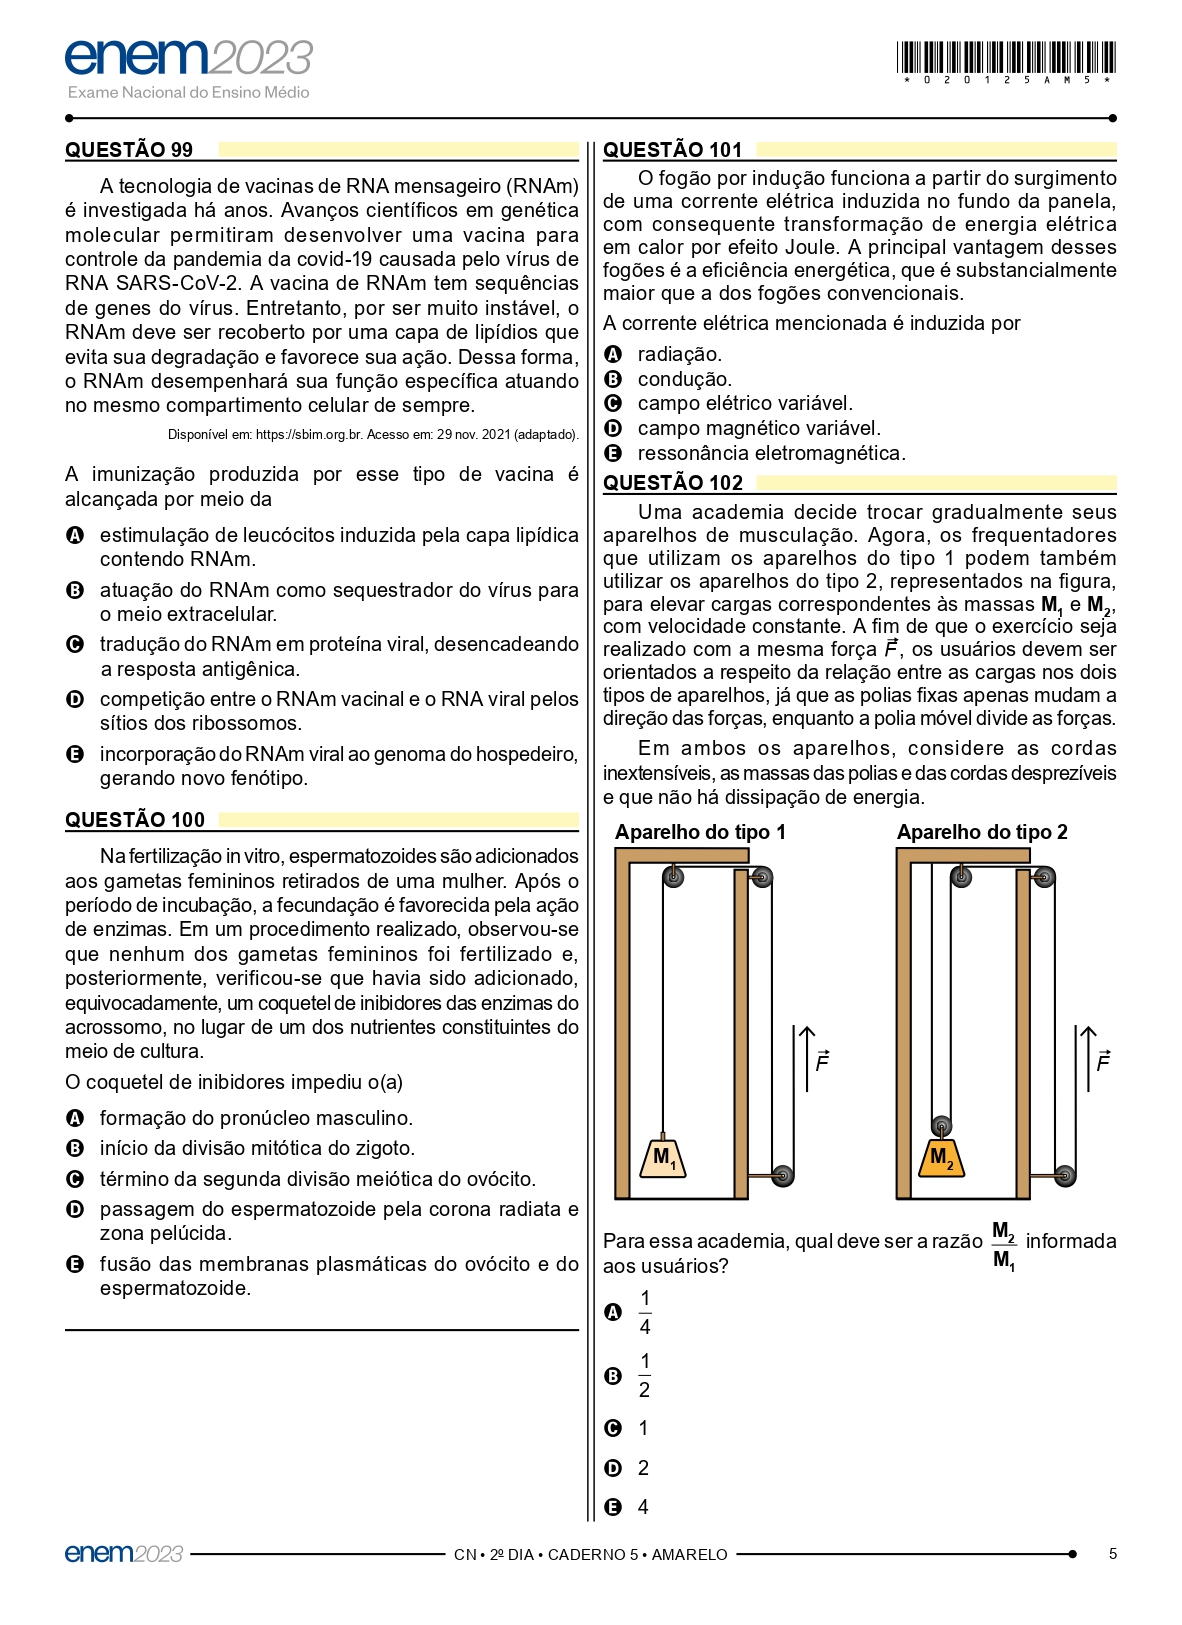 enem2023
Exame Nacional do Ensino Médio
*020125AM5*
QUESTÃO 99
A tecnologia de vacinas de RNA mensageiro (RNAm)
é investigada há anos. Avanços científicos em genética
molecular permitiram desenvolver uma vacina para
controle da pandemia da covid-19 causada pelo vírus de
RNA SARS-CoV-2. A vacina de RNAm tem sequências
de genes do vírus. Entretanto, por ser muito instável, o
RNAm deve ser recoberto por uma capa de lipídios que
evita sua degradação e favorece sua ação. Dessa forma,
o RNAm desempenhará sua função específica atuando
no mesmo compartimento celular de sempre.
Disponível em: https://sbim.org.br. Acesso em: 29 nov. 2021 (adaptado).
A imunização produzida por esse tipo de vacina é
alcançada por meio da
A estimulação de leucócitos induzida pela capa lipídica
contendo RNAm.
B atuação do RNAm como sequestrador do vírus para
o meio extracelular.
C tradução do RNAm em proteína viral, desencadeando
a resposta antigênica.
D competição entre o RNAm vacinal e o RNA viral pelos
sítios dos ribossomos.
E incorporação do RNAm viral ao genoma do hospedeiro,
gerando novo fenótipo.
QUESTÃO 100
Na fertilização in vitro, espermatozoides são adicionados
aos gametas femininos retirados de uma mulher. Após o
período de incubação, a fecundação é favorecida pela ação
de enzimas. Em um procedimento realizado, observou-se
que nenhum dos gametas femininos foi fertilizado e,
posteriormente, verificou-se que havia sido adicionado,
equivocadamente, um coquetel de inibidores das enzimas do
acrossomo, no lugar de um dos nutrientes constituintes do
meio de cultura.
O coquetel de inibidores impediu o(a)
A formação do pronúcleo masculino.
B início da divisão mitótica do zigoto.
C término da segunda divisão meiótica do ovócito.
D passagem do espermatozoide pela corona radiata e
zona pelúcida.
E fusão das membranas plasmáticas do ovócito e do
espermatozoide.
QUESTÃO 101
O fogão por indução funciona a partir do surgimento
de uma corrente elétrica induzida no fundo da panela,
com consequente transformação de energia elétrica
em calor por efeito Joule. A principal vantagem desses
fogões é a eficiência energética, que é substancialmente
maior que a dos fogões convencionais.
A corrente elétrica mencionada é induzida por
A radiação.
B condução.
C campo elétrico variável.
D campo magnético variável.
E ressonância eletromagnética.
QUESTÃO 102
Uma academia decide trocar gradualmente seus
aparelhos de musculação. Agora, os frequentadores
que utilizam os aparelhos do tipo 1 podem também
utilizar os aparelhos do tipo 2, representados na figura,
para elevar cargas correspondentes às massas M₁ e M₂,
com velocidade constante. A fim de que o exercício seja
realizado com a mesma força F⃗, os usuários devem ser
orientados a respeito da relação entre as cargas nos dois
tipos de aparelhos, já que as polias fixas apenas mudam a
direção das forças, enquanto a polia móvel divide as forças.
Em ambos os aparelhos, considere as cordas
inextensíveis, as massas das polias e das cordas desprezíveis
e que não há dissipação de energia.
Aparelho do tipo 1 Aparelho do tipo 2
F⃗ F⃗
M₁ M₂
Para essa academia, qual deve ser a razão M₂/M₁ informada
aos usuários?
A 1/4
B 1/2
C 1
D 2
E 4
enem2023 CN • 2º DIA • CADERNO 5 • AMARELO 5